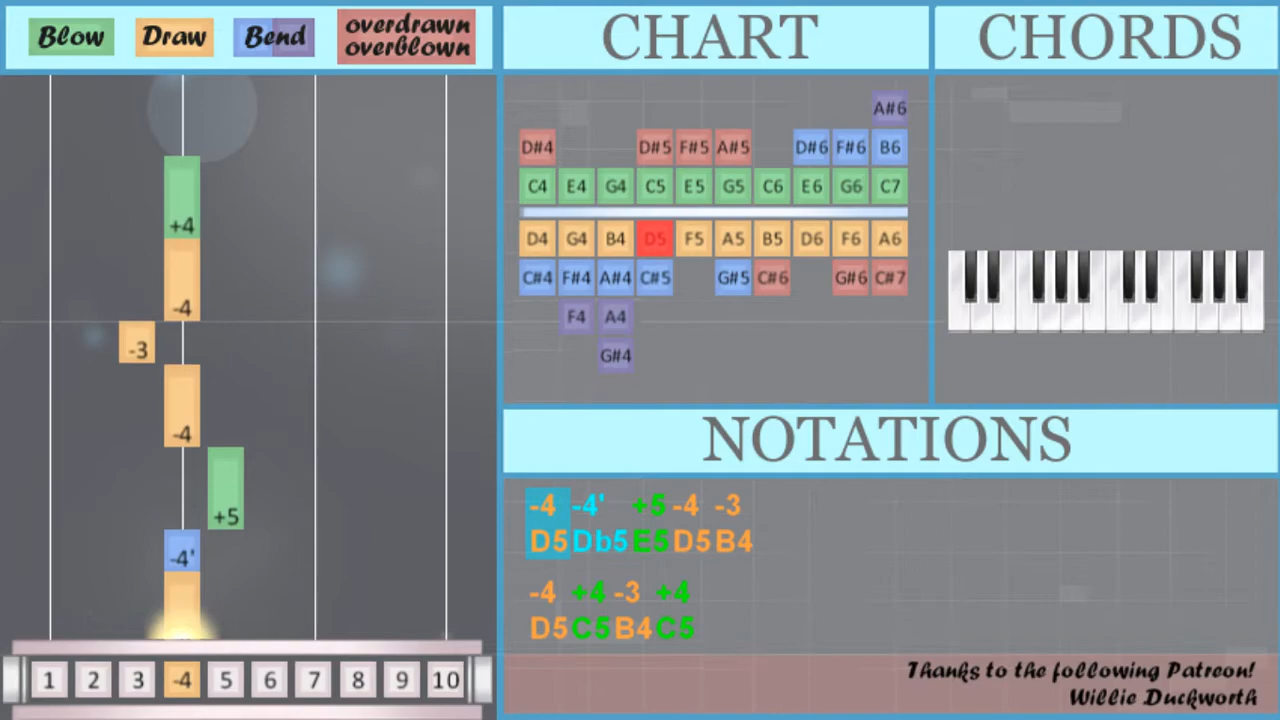 Blow Draw Bend overdrawn
overblown
CHART
CHORDS
+4
-4
-3
-4
+5
-4'
1 2 3 -4 5 6 7 8 9 10
A#6
D#4 D#5 F#5 A#5 D#6 F#6 B6
C4 E4 G4 C5 E5 G5 C6 E6 G6 C7
D4 G4 B4 D5 F5 A5 B5 D6 F6 A6
C#4 F#4 A#4 C#5 G#5 C#6 G#6 C#7
F4 A4
G#4
NOTATIONS
-4 -4' +5 -4 -3
D5 Db5 E5 D5 B4
-4 +4 -3 +4
D5 C5 B4 C5
Thanks to the following Patreon!
Willie Duckworth